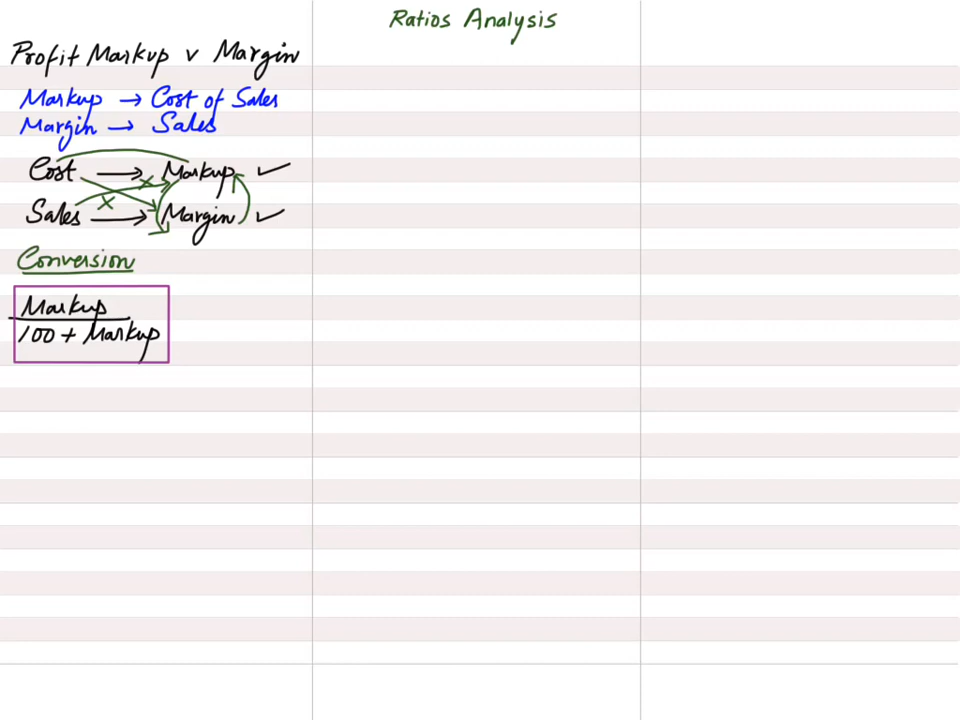 Ratios Analysis
Profit Markup v Margin
Markup → Cost of Sales
Margin → Sales
Cost → Markup ✓
Sales → Margin ✓
Conversion
Markup
100 + Markup